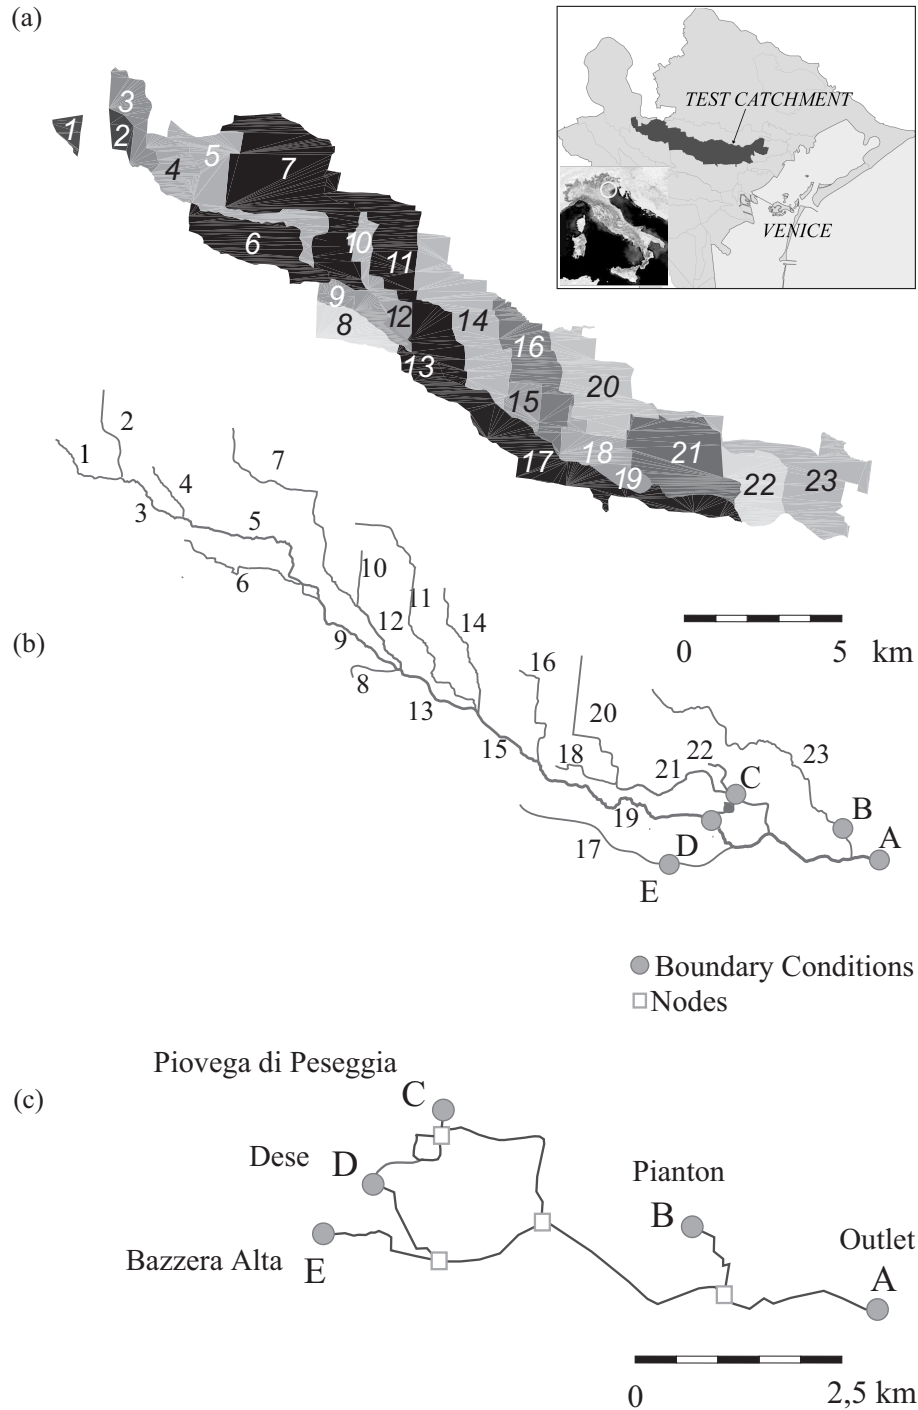 (a)
TEST CATCHMENT
VENICE
1
2
3
4
5
6
7
8
9
10
11
12
13
14
15
16
17
18
19
20
21
22
23
(b)
1
2
3
4
5
6
7
8
9
10
11
12
13
14
15
16
17
18
19
20
21
22
23
C
B
A
D
E
0 5 km
Boundary Conditions
Nodes
(c)
Piovega di Peseggia
C
Dese D
Pianton
B
Outlet
A
Bazzera Alta E
0 2,5 km